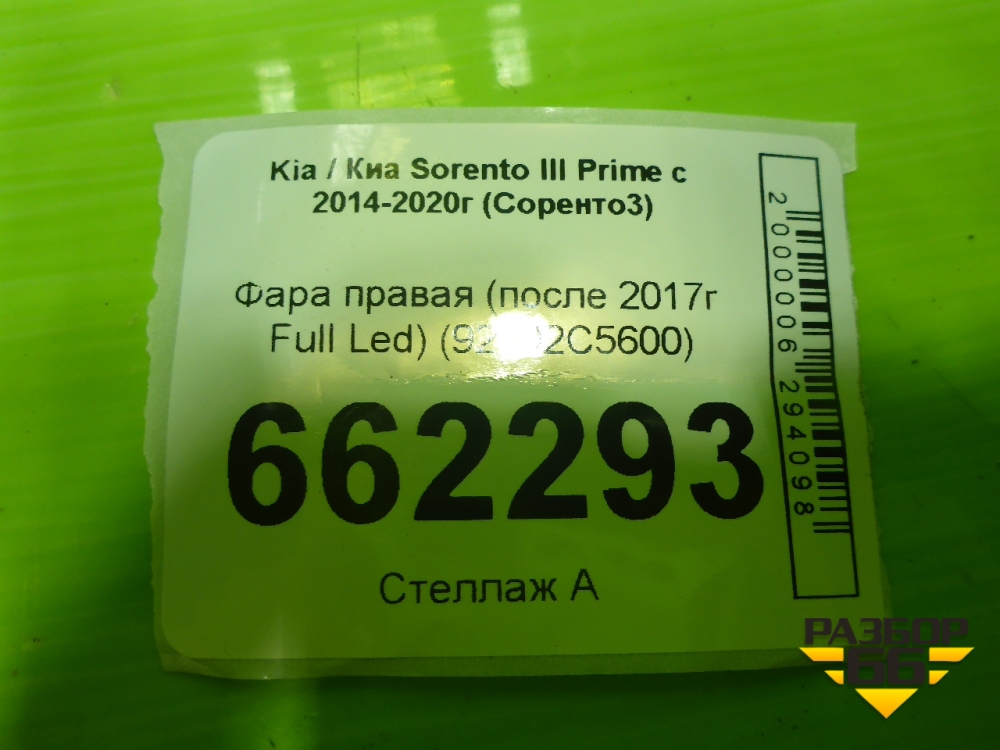 Kia / Киа Sorento III Prime с
2014-2020г (Соренто3)
Фара правая (после 2017г
Full Led)
662293
Стеллаж А
2000006294098
РАЗБОР
66